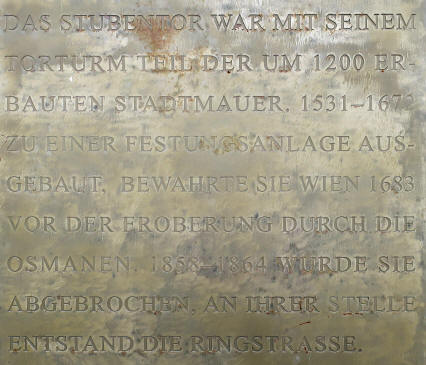 DAS STUBENTOR WAR MIT SEINEM
TORTURM TEIL DER UM 1200 ER-
BAUTEN STADTMAUER. 1531–1672
ZU EINER FESTUNGSANLAGE AUS-
GEBAUT, BEWAHRTE SIE WIEN 1683
VOR DER EROBERUNG DURCH DIE
OSMANEN. 1858–1864 WURDE SIE
ABGEBROCHEN, AN IHRER STELLE
ENTSTAND DIE RINGSTRASSE.